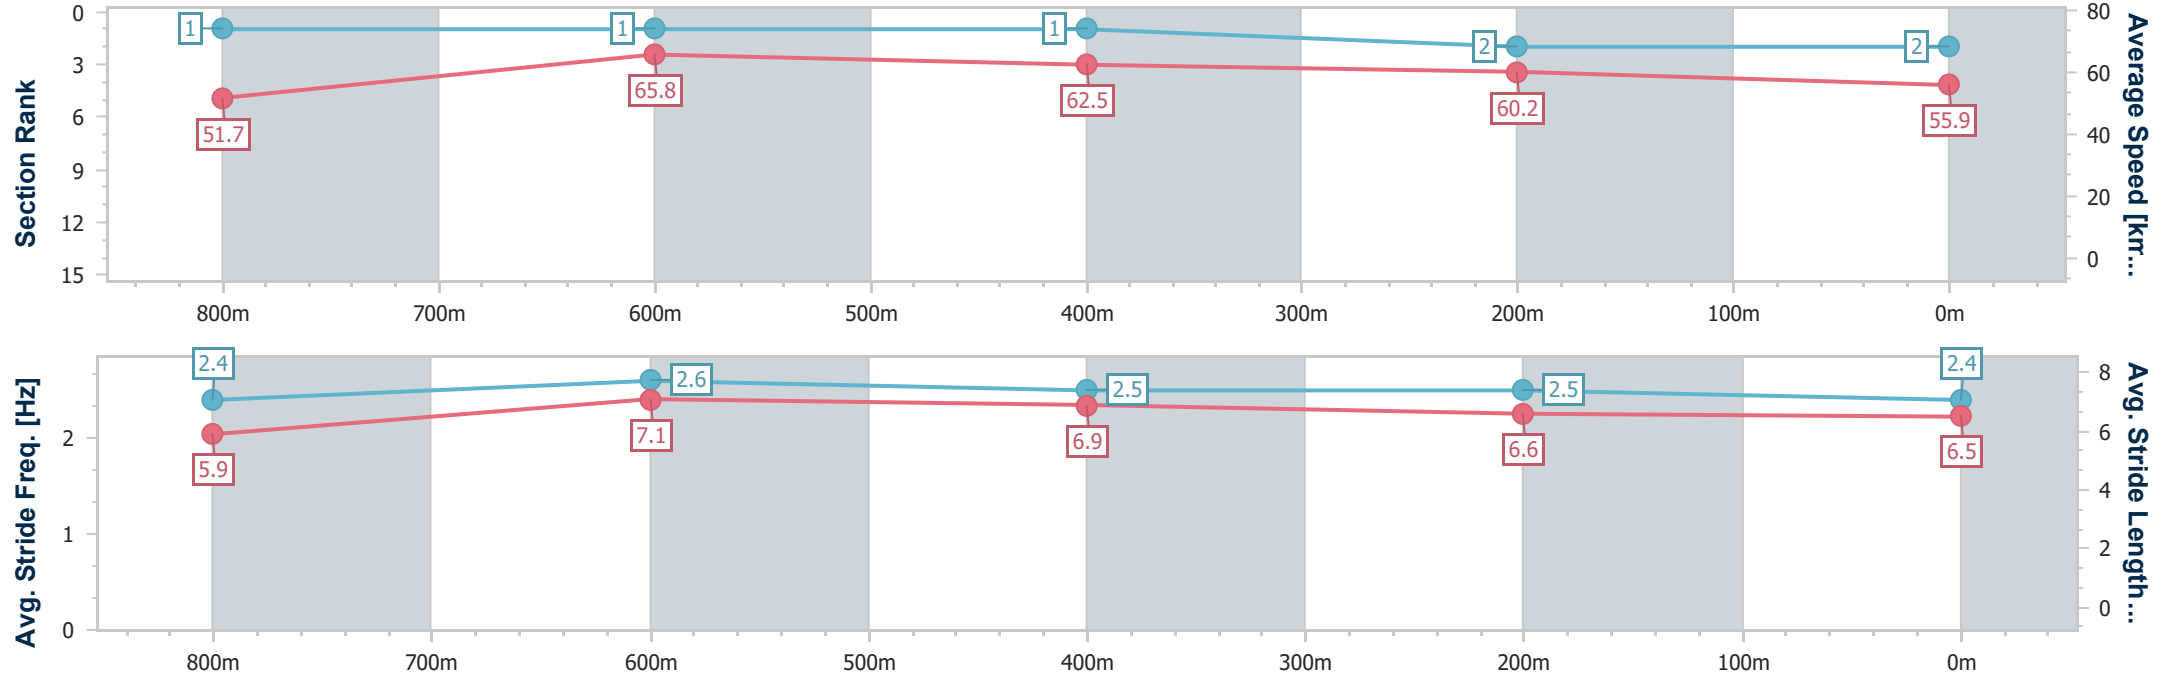 Section Rank
0
3
6
9
12
15
1
1
1
2
2
51.7
65.8
62.5
60.2
55.9
80
60
40
20
0
Average Speed [km...
800m
700m
600m
500m
400m
300m
200m
100m
0m
Avg. Stride Freq. [Hz]
2
1
0
2.4
2.6
2.5
2.5
2.4
5.9
7.1
6.9
6.6
6.5
8
6
4
2
0
Avg. Stride Length...
800m
700m
600m
500m
400m
300m
200m
100m
0m